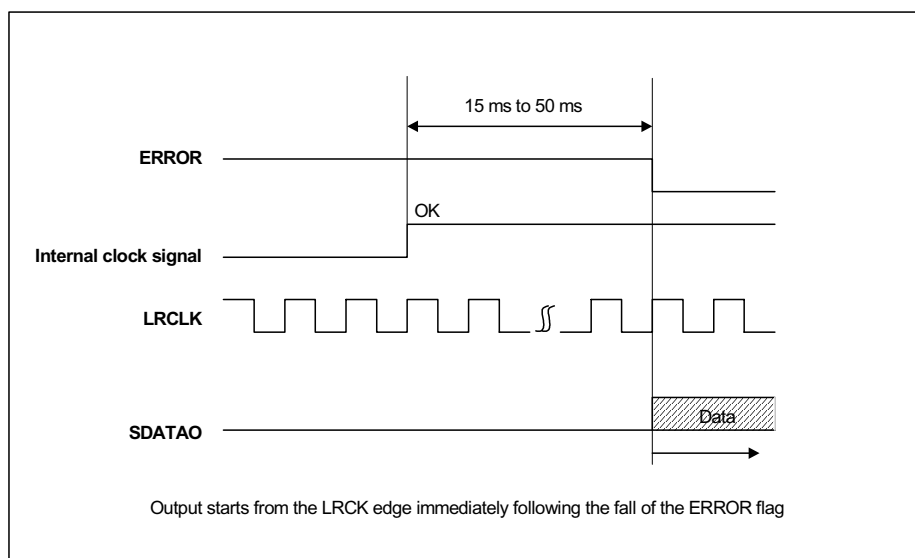 15 ms to 50 ms
ERROR
OK
Internal clock signal
LRCLK
Data
SDATAO
Output starts from the LRCK edge immediately following the fall of the ERROR flag